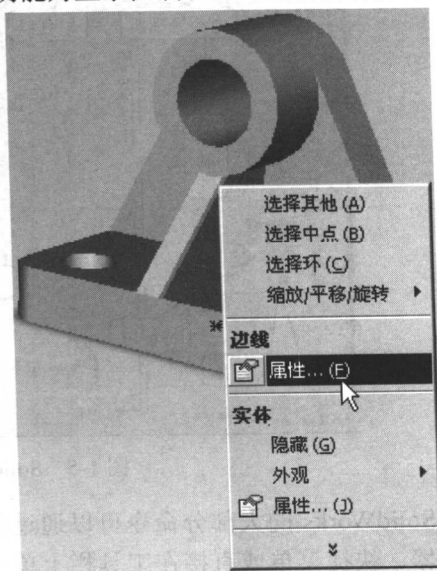 选择其他(A)
选择中点(B)
选择环(C)
缩放/平移/旋转
边线
属性...(F)
实体
隐藏(G)
外观
属性...(J)